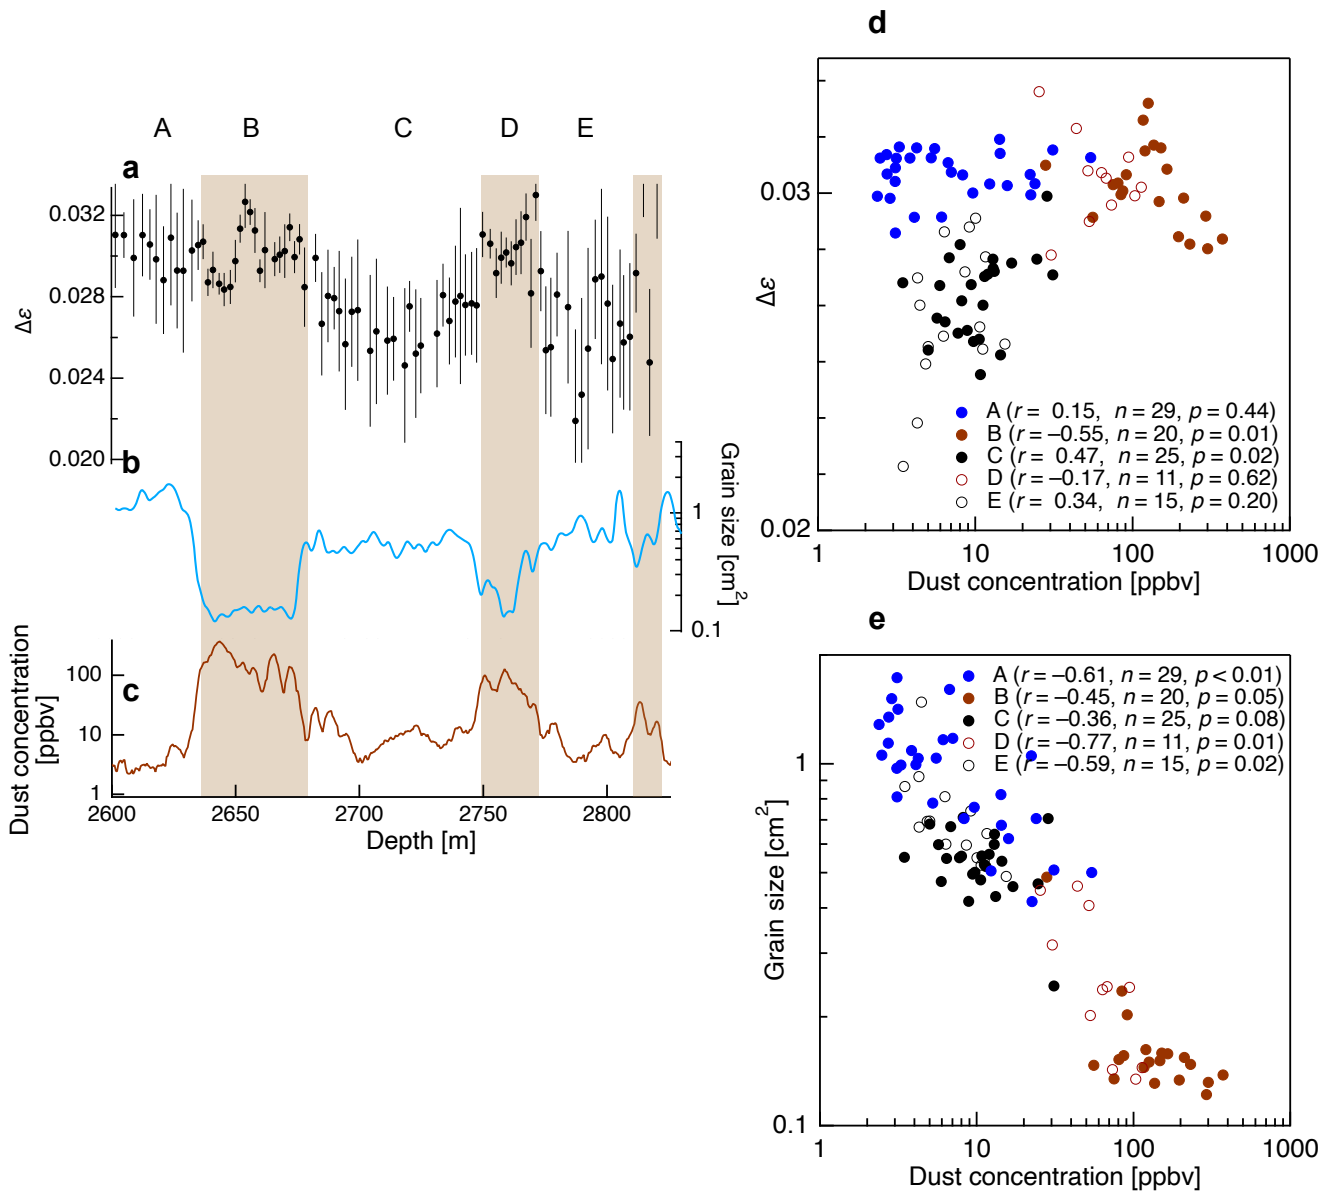 A B C D E
a
0.032
0.028
0.024
0.020
Δε
b
Grain size [cm2]
1
0.1
c
Dust concentration
[ppbv]
100
10
1
2600 2650 2700 2750 2800
Depth [m]
d
0.03
0.02
Δε
A (r = 0.15, n = 29, p = 0.44)
B (r = –0.55, n = 20, p = 0.01)
C (r = 0.47, n = 25, p = 0.02)
D (r = –0.17, n = 11, p = 0.62)
E (r = 0.34, n = 15, p = 0.20)
1 10 100 1000
Dust concentration [ppbv]
e
A (r = –0.61, n = 29, p < 0.01)
B (r = –0.45, n = 20, p = 0.05)
C (r = –0.36, n = 25, p = 0.08)
D (r = –0.77, n = 11, p = 0.01)
E (r = –0.59, n = 15, p = 0.02)
1
0.1
Grain size [cm2]
1 10 100 1000
Dust concentration [ppbv]